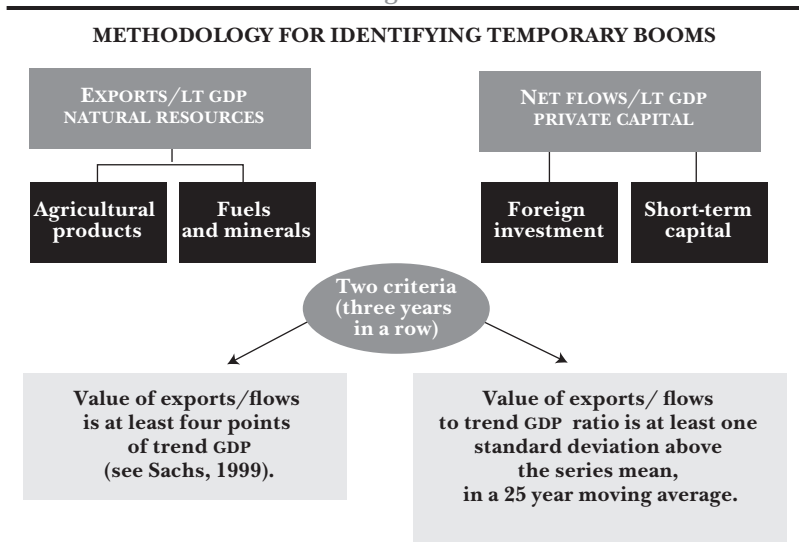 METHODOLOGY FOR IDENTIFYING TEMPORARY BOOMS
EXPORTS/LT GDP
NATURAL RESOURCES
NET FLOWS/LT GDP
PRIVATE CAPITAL
Agricultural
products
Fuels
and minerals
Foreign
investment
Short-term
capital
Two criteria
(three years
in a row)
Value of exports/flows
is at least four points
of trend GDP
(see Sachs, 1999).
Value of exports/ flows
to trend GDP ratio is at least one
standard deviation above
the series mean,
in a 25 year moving average.